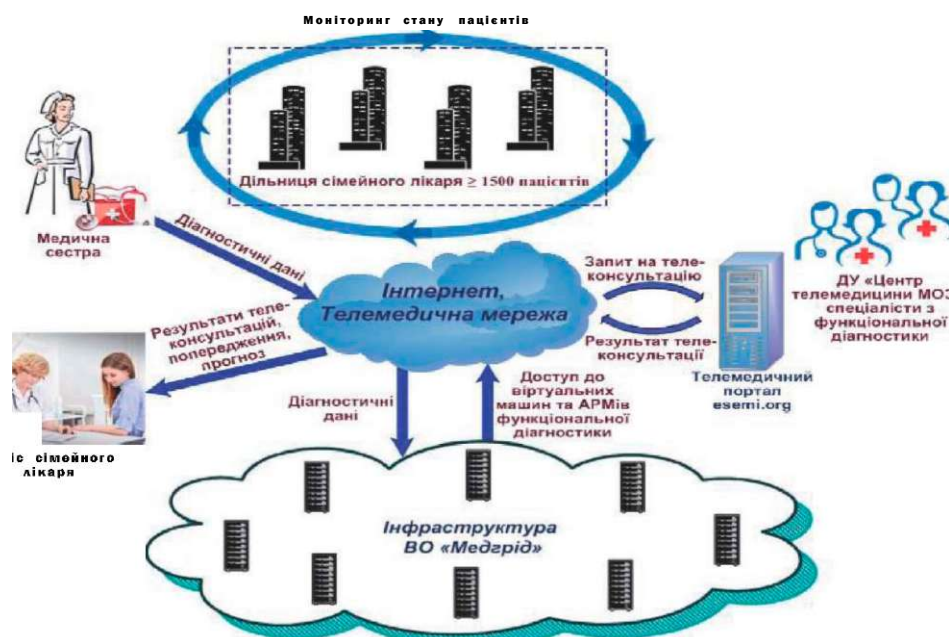 Моніторинг стану пацієнтів
Дільниця сімейного лікаря ≥ 1500 пацієнтів
Медична
сестра
Діагностичні дані
Інтернет,
Телемедична мережа
Запит на теле-
консультацію
Результат теле-
консультації
ДУ «Центр
телемедицини МОЗ
спеціалісти з
функціональної
діагностики
Телемедичний
портал
esemi.org
Результати теле-
консультацій,
попередження,
прогноз
іс сімейного
лікаря
Діагностичні
дані
Доступ до
віртуальних
машин та АРМів
функціональної
діагностики
Інфраструктура
ВО «Медгрід»